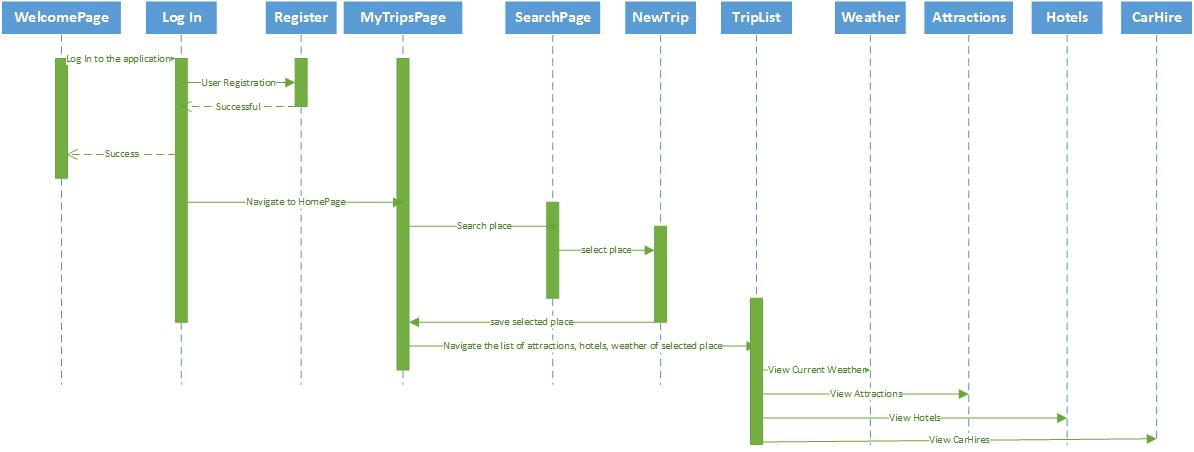 WelcomePage
Log In
Register
MyTripsPage
SearchPage
NewTrip
TripList
Weather
Attractions
Hotels
CarHire
Log In to the application
User Registration
Successful
Success
Navigate to HomePage
Search place
select place
save selected place
Navigate the list of attractions, hotels, weather of selected place
View Current Weather
View Attractions
View Hotels
View CarHires